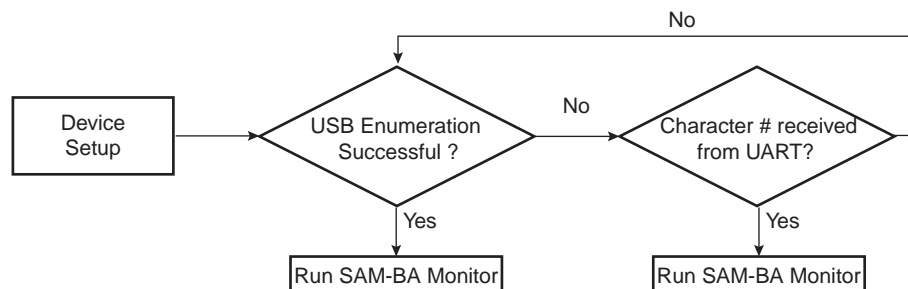 No
Device
Setup
USB Enumeration
Successful ?
No
Character # received
from UART?
Yes
Yes
Run SAM-BA Monitor
Run SAM-BA Monitor